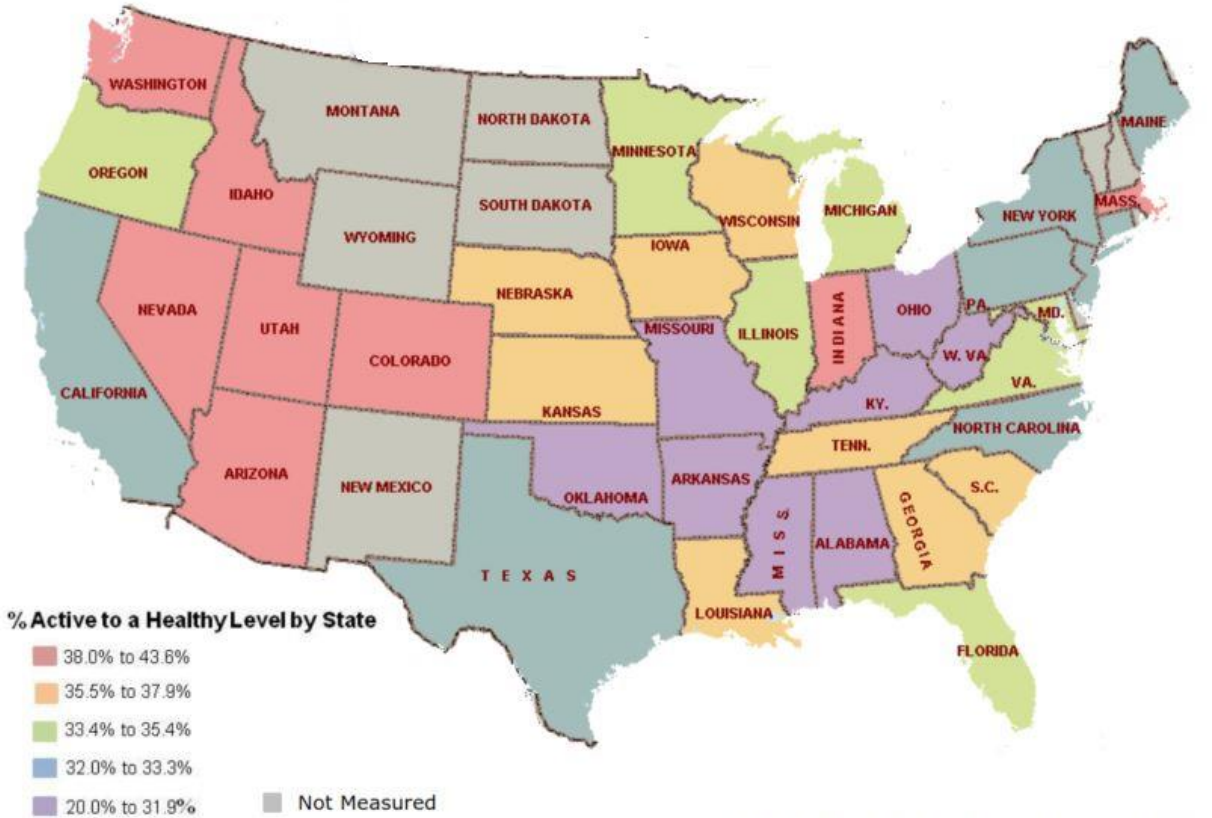 WASHINGTON
MONTANA
NORTH DAKOTA
MINNESOTA
MAINE
OREGON
IDAHO
SOUTH DAKOTA
WISCONSIN
MICHIGAN
NEW YORK
MASS.
WYOMING
IOWA
NEBRASKA
NEVADA
UTAH
COLORADO
MISSOURI
ILLINOIS
INDIANA
OHIO
PA.
MD.
W. VA.
VA.
CALIFORNIA
KANSAS
KY.
NORTH CAROLINA
TENN.
ARIZONA
NEW MEXICO
OKLAHOMA
ARKANSAS
S.C.
MISS
ALABAMA
GEORGIA
TEXAS
LOUISIANA
FLORIDA
% Active to a Healthy Level by State
38.0% to 43.6%
35.5% to 37.9%
33.4% to 35.4%
32.0% to 33.3%
20.0% to 31.9%
Not Measured